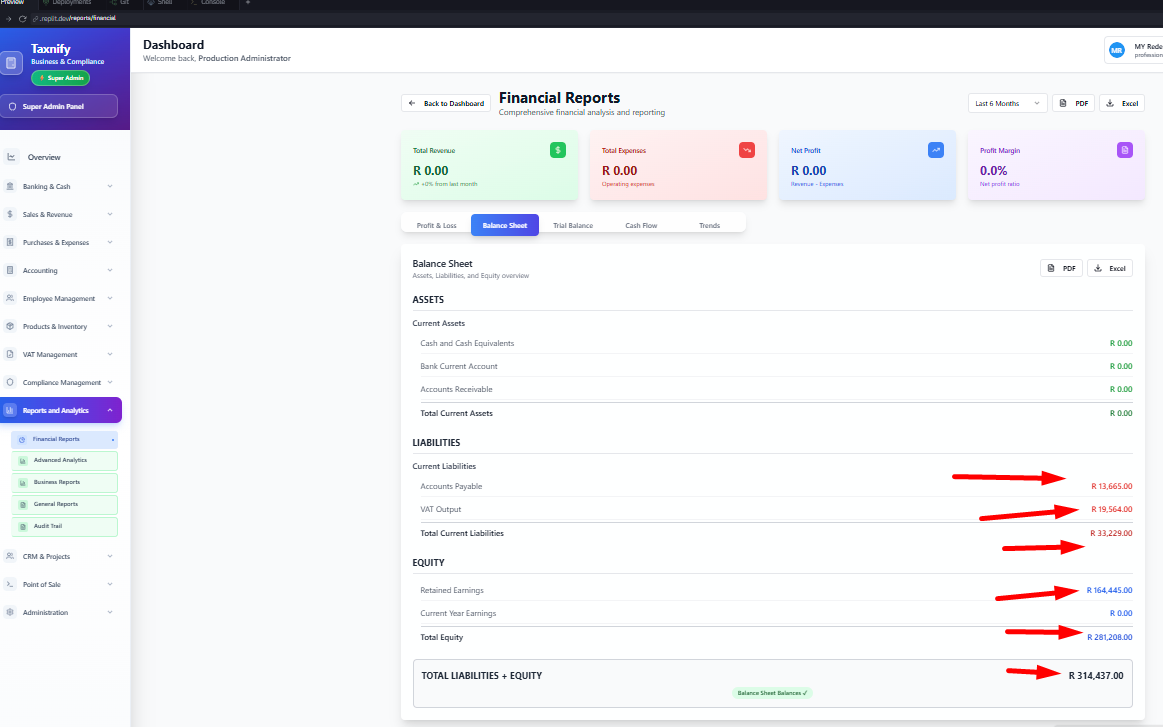 Preview Deployments Git Shell Console +
.replit.dev/reports/financial
Taxnify
Business & Compliance
Super Admin
Super Admin Panel
Overview
Banking & Cash
Sales & Revenue
Purchases & Expenses
Accounting
Employee Management
Products & Inventory
VAT Management
Compliance Management
Reports and Analytics
Financial Reports
Advanced Analytics
Business Reports
General Reports
Audit Trail
CRM & Projects
Point of Sale
Administration
Dashboard
Welcome back, Production Administrator
MR
MY Rede
profession
Back to Dashboard
Financial Reports
Comprehensive financial analysis and reporting
Last 6 Months
PDF
Excel
Total Revenue
$
R 0.00
+0% from last month
Total Expenses
R 0.00
Operating expenses
Net Profit
R 0.00
Revenue - Expenses
Profit Margin
0.0%
Net profit ratio
Profit & Loss
Balance Sheet
Trial Balance
Cash Flow
Trends
Balance Sheet
Assets, Liabilities, and Equity overview
PDF
Excel
ASSETS
Current Assets
Cash and Cash Equivalents R 0.00
Bank Current Account R 0.00
Accounts Receivable R 0.00
Total Current Assets R 0.00
LIABILITIES
Current Liabilities
Accounts Payable R 13,665.00
VAT Output R 19,564.00
Total Current Liabilities R 33,229.00
EQUITY
Retained Earnings R 164,445.00
Current Year Earnings R 0.00
Total Equity R 281,208.00
TOTAL LIABILITIES + EQUITY R 314,437.00
Balance Sheet Balances ✓